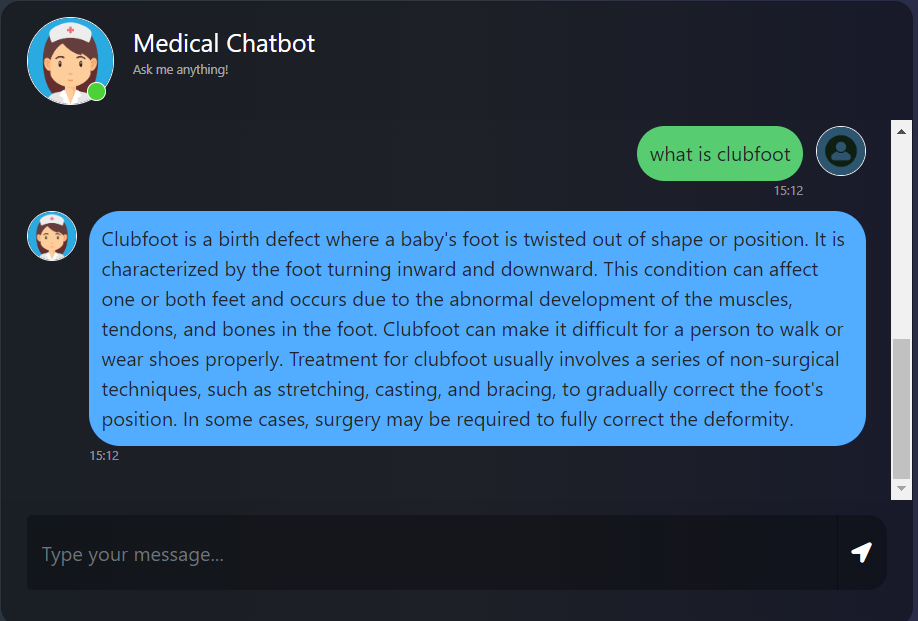 Medical Chatbot
Ask me anything!
what is clubfoot
15:12
Clubfoot is a birth defect where a baby's foot is twisted out of shape or position. It is
characterized by the foot turning inward and downward. This condition can affect
one or both feet and occurs due to the abnormal development of the muscles,
tendons, and bones in the foot. Clubfoot can make it difficult for a person to walk or
wear shoes properly. Treatment for clubfoot usually involves a series of non-surgical
techniques, such as stretching, casting, and bracing, to gradually correct the foot's
position. In some cases, surgery may be required to fully correct the deformity.
15:12
Type your message...